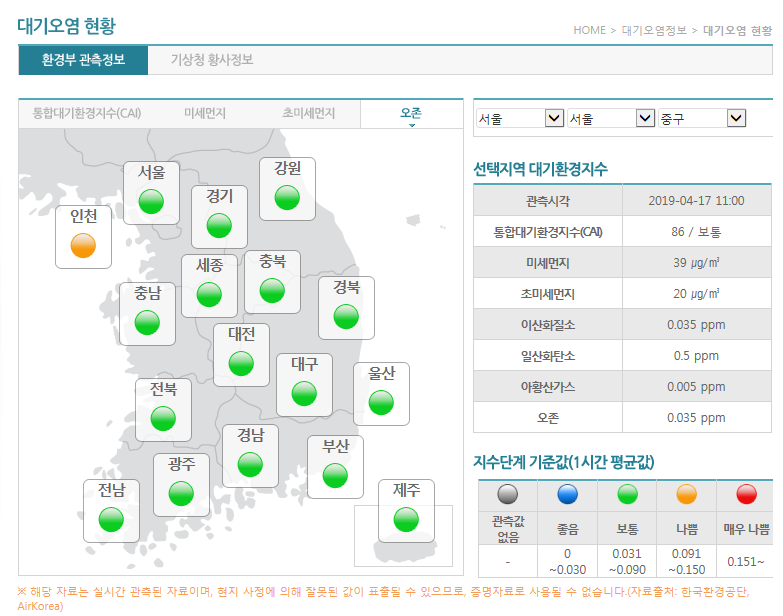 대기오염 현황
HOME > 대기오염정보 > 대기오염 현황
환경부 관측정보 기상청 황사정보
통합대기환경지수(CAI) 미세먼지 초미세먼지 오존
서울 서울 중구
서울
강원
경기
인천
선택지역 대기환경지수
관측시각 2019-04-17 11:00
통합대기환경지수(CAI) 86 / 보통
미세먼지 39 ㎍/㎥
초미세먼지 20 ㎍/㎥
이산화질소 0.035 ppm
일산화탄소 0.5 ppm
아황산가스 0.005 ppm
오존 0.035 ppm
세종
충북
충남
경북
대전
대구
울산
전북
경남
부산
광주
전남
제주
지수단계 기준값(1시간 평균값)
관측값 없음 좋음 보통 나쁨 매우 나쁨
- 0 ~0.030 0.031 ~0.090 0.091 ~0.150 0.151~
※ 해당 자료는 실시간 관측된 자료이며, 현지 사정에 의해 잘못된 값이 표출될 수 있으므로, 증명자료로 사용될 수 없습니다.(자료출처: 한국환경공단,
AirKorea)